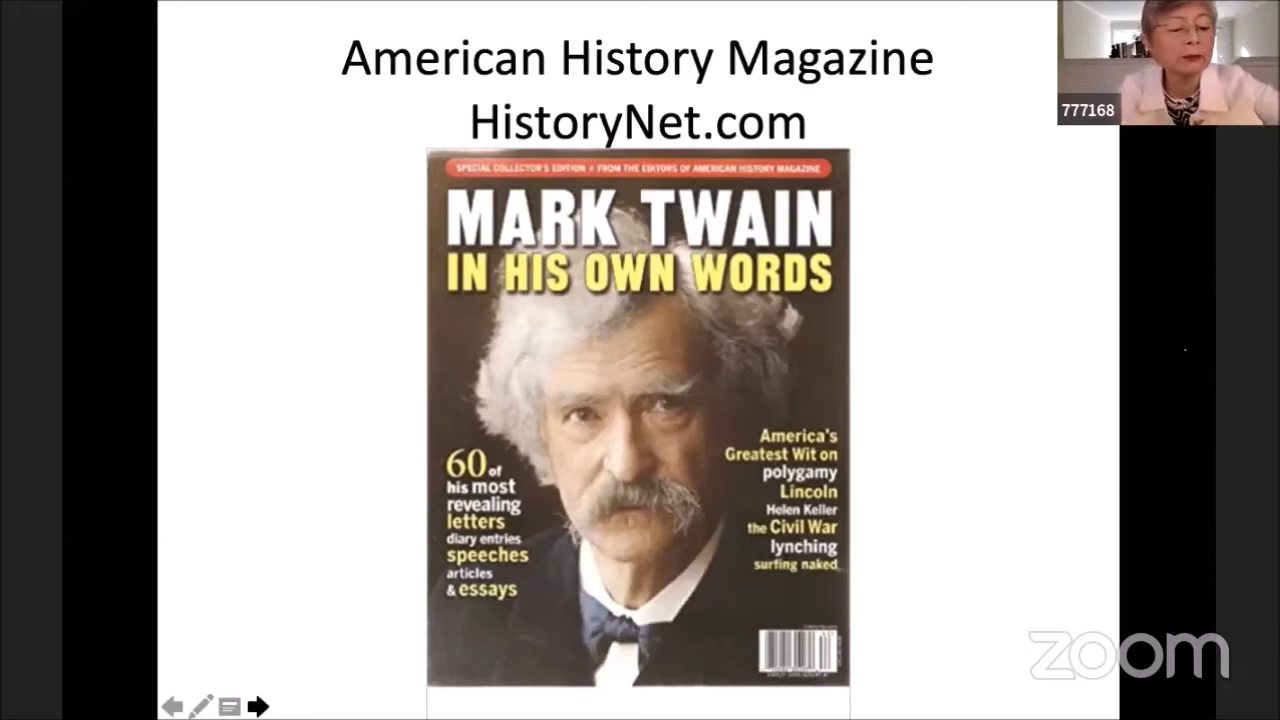 American History Magazine
HistoryNet.com
777168
SPECIAL COLLECTOR'S EDITION FROM THE EDITORS OF AMERICAN HISTORY MAGAZINE
MARK TWAIN
IN HIS OWN WORDS
60 of
his most
revealing
letters
diary entries
speeches
articles
& essays
America's
Greatest Wit on
polygamy
Lincoln
Helen Keller
the Civil War
lynching
surfing naked
zoom